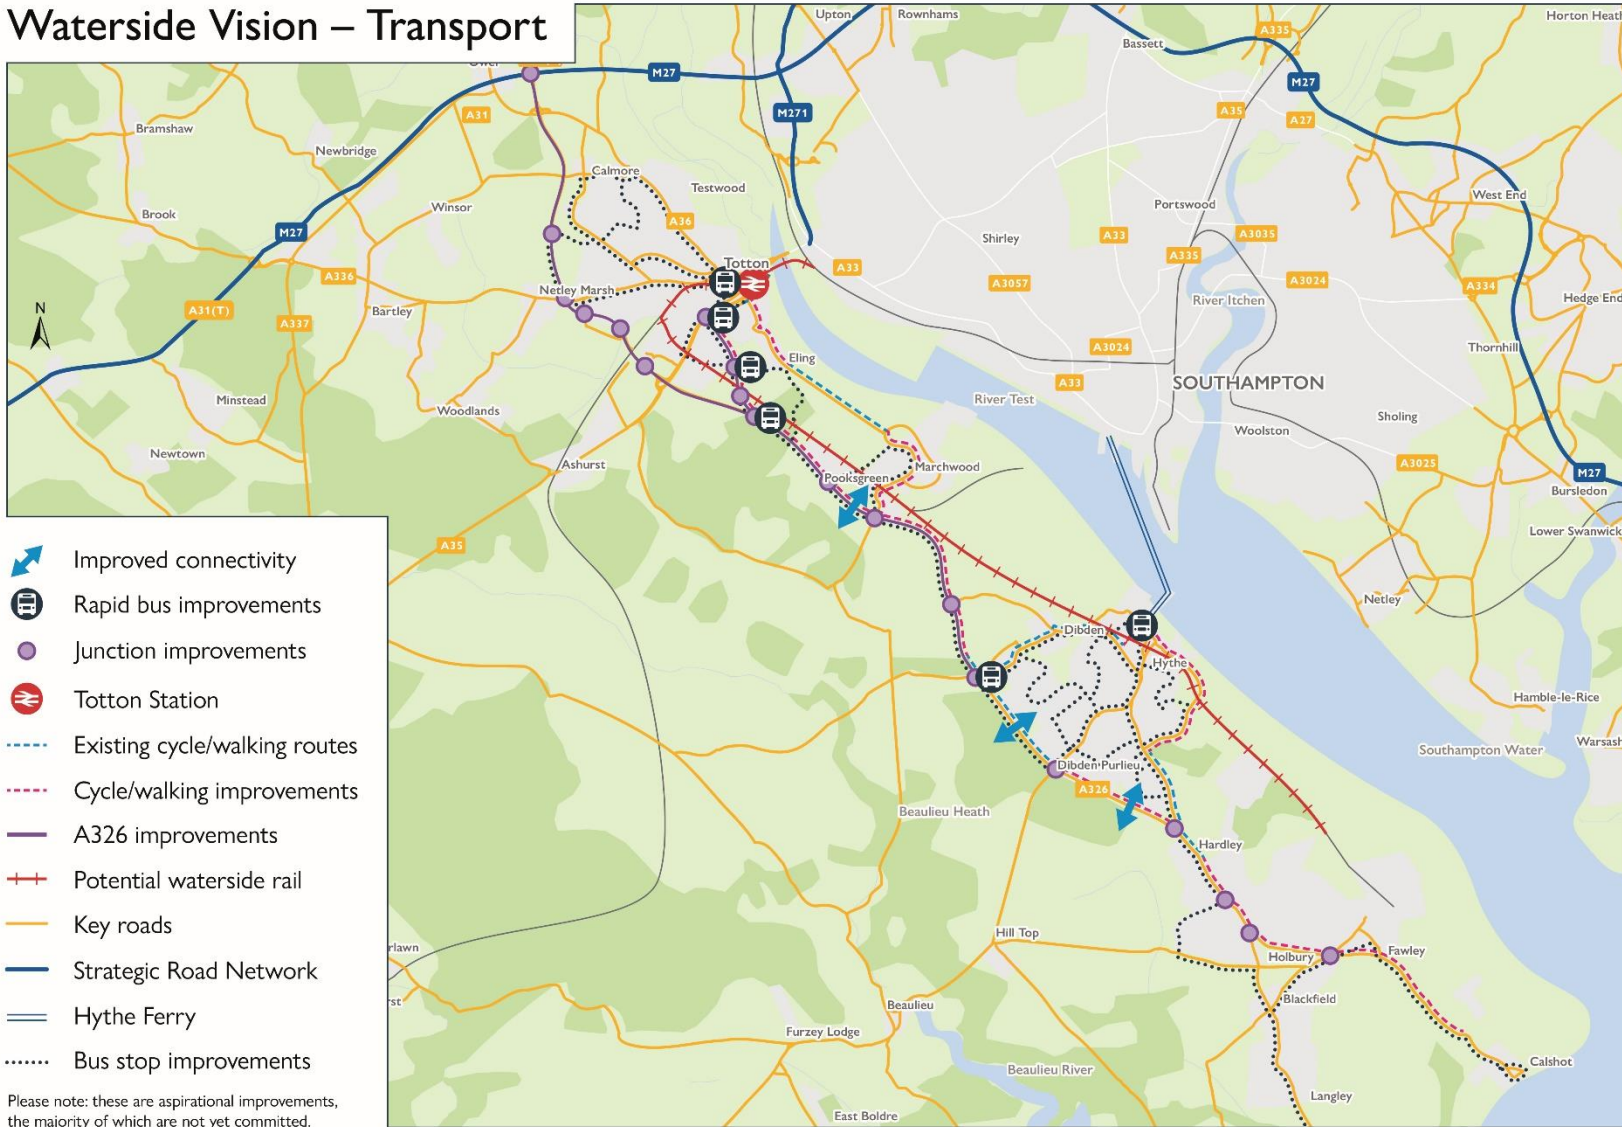 Waterside Vision – Transport
Upton
Rownhams
Bassett
A335
Horton Heath
Ower
M27
M27
A31
M271
A35
A27
Bramshaw
Newbridge
Calmore
Testwood
West End
Winsor
Portswood
Brook
A36
M27
Shirley
A33
A3035
A335
Totton
A33
A336
A3057
A3024
A334
Netley Marsh
River Itchen
Hedge End
N
A31(T)
A337
Bartley
Eling
A3024
Thornhill
A33
SOUTHAMPTON
Minstead
Woodlands
River Test
Sholing
Woolston
Newtown
Ashurst
Pooksgreen
Marchwood
A3025
M27
Bursledon
Lower Swanwick
A35
Netley
Dibden
Hythe
Hamble-le-Rice
Southampton Water
Warsash
Dibden Purlieu
A326
Beaulieu Heath
Hardley
Hill Top
rlawn
Holbury
Fawley
rst
Beaulieu
Blackfield
Furzey Lodge
Beaulieu River
Calshot
Langley
East Boldre
Improved connectivity
Rapid bus improvements
Junction improvements
Totton Station
Existing cycle/walking routes
Cycle/walking improvements
A326 improvements
Potential waterside rail
Key roads
Strategic Road Network
Hythe Ferry
Bus stop improvements
Please note: these are aspirational improvements,
the majority of which are not yet committed.